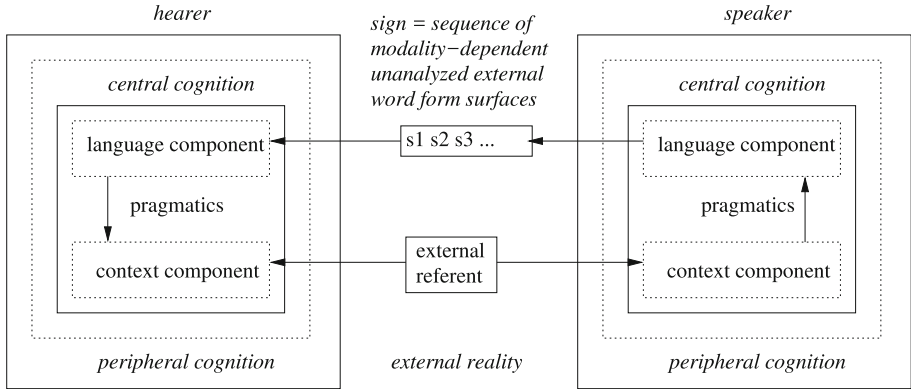 hearer
speaker
sign = sequence of
modality−dependent
unanalyzed external
word form surfaces
central cognition
central cognition
language component
s1 s2 s3 ...
language component
pragmatics
pragmatics
context component
external
referent
context component
peripheral cognition
external reality
peripheral cognition